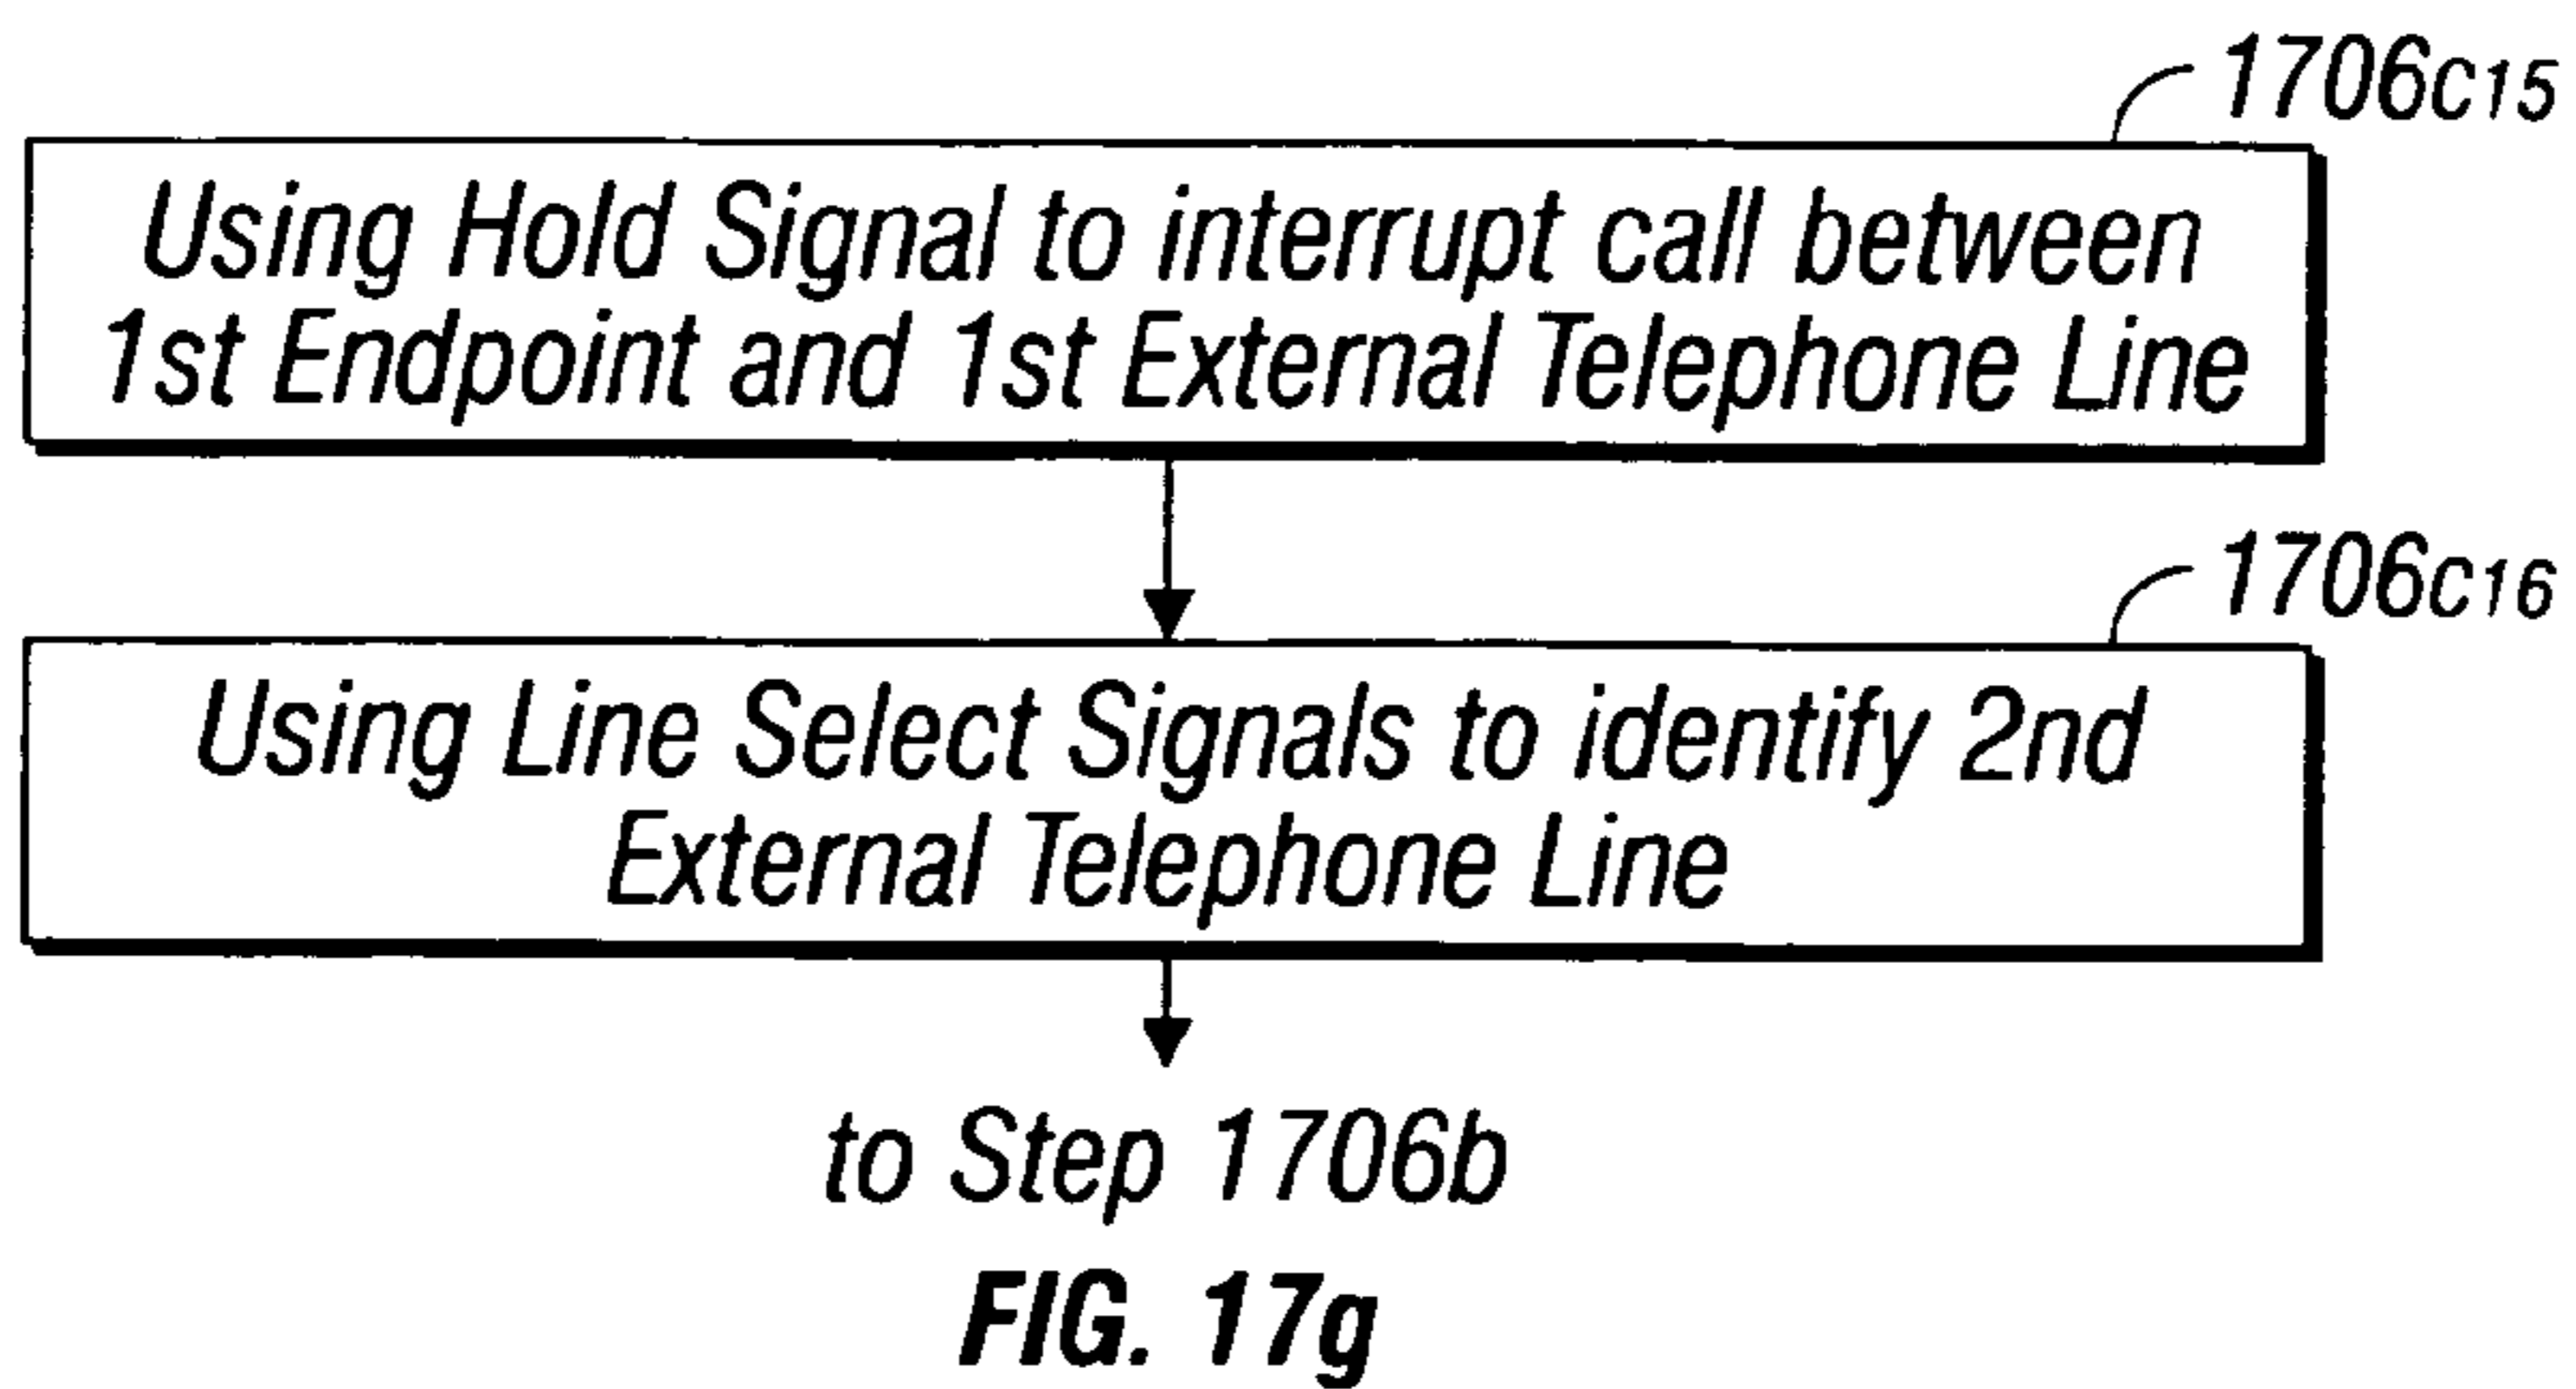 1706c15
Using Hold Signal to interrupt call between
1st Endpoint and 1st External Telephone Line
1706c16
Using Line Select Signals to identify 2nd
External Telephone Line
to Step 1706b
FIG. 17g